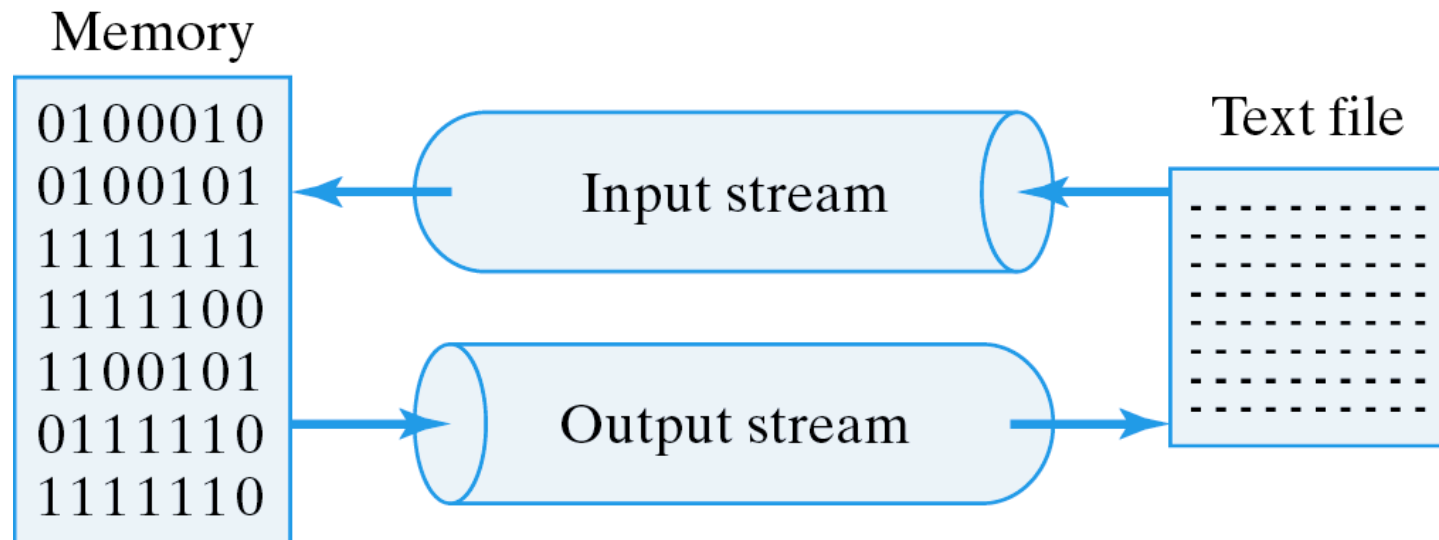 Memory
0100010
0100101
1111111
1111100
1100101
0111110
1111110
Input stream
Output stream
Text file
- - - - - - - - - -
- - - - - - - - - -
- - - - - - - - - -
- - - - - - - - - -
- - - - - - - - - -
- - - - - - - - - -
- - - - - - - - - -
- - - - - - - - - -